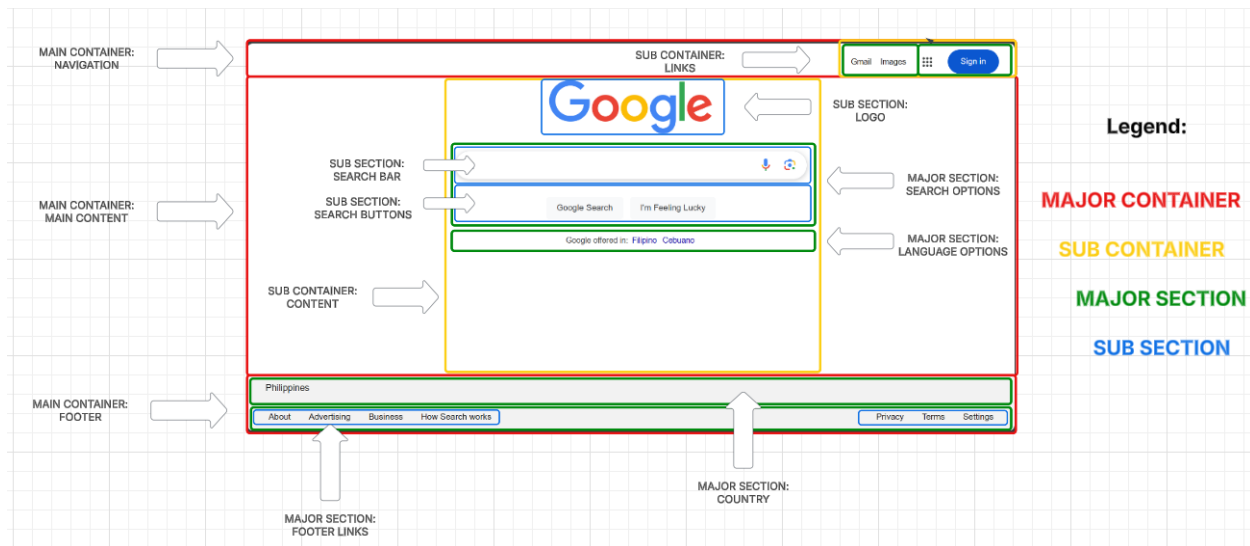 MAIN CONTAINER:
NAVIGATION
SUB CONTAINER:
LINKS
Gmail Images
Sign in
Google
SUB SECTION:
LOGO
Legend:
SUB SECTION:
SEARCH BAR
MAJOR SECTION:
SEARCH OPTIONS
MAJOR CONTAINER
MAIN CONTAINER:
MAIN CONTENT
SUB SECTION:
SEARCH BUTTONS
Google Search I'm Feeling Lucky
Google offered in: Filipino Cebuano
MAJOR SECTION:
LANGUAGE OPTIONS
SUB CONTAINER
SUB CONTAINER:
CONTENT
MAJOR SECTION
SUB SECTION
Philippines
MAIN CONTAINER:
FOOTER
About Advertising Business How Search works
Privacy Terms Settings
MAJOR SECTION:
COUNTRY
MAJOR SECTION:
FOOTER LINKS